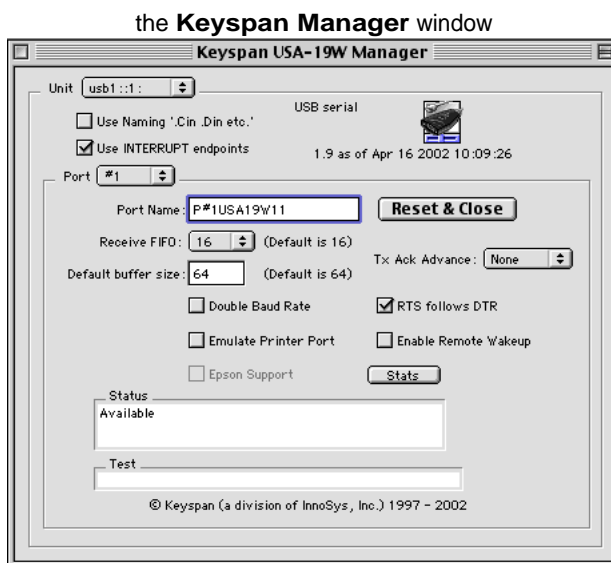 the Keyspan Manager window
Keyspan USA-19W Manager
Unit usb1::1:
USB serial
Use Naming '.Cin .Din etc.'
Use INTERRUPT endpoints
1.9 as of Apr 16 2002 10:09:26
Port #1
Port Name: P#1USA19W11
Reset & Close
Receive FIFO: 16 (Default is 16)
Tx Ack Advance: None
Default buffer size: 64 (Default is 64)
Double Baud Rate
RTS follows DTR
Emulate Printer Port
Enable Remote Wakeup
Epson Support
Stats
Status
Available
Test
© Keyspan (a division of InnoSys, Inc.) 1997 - 2002